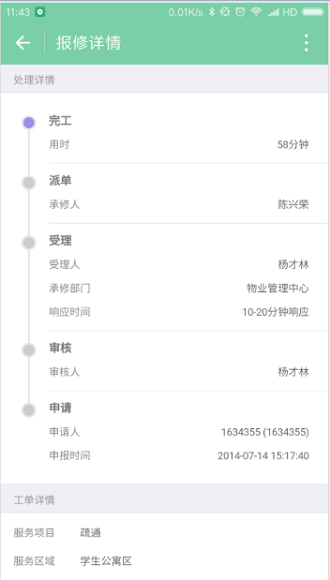 11:43 0.01K/s HD
报修详情
处理详情
完工
用时 58分钟
派单
承修人 陈兴荣
受理
受理人 杨才林
承修部门 物业管理中心
响应时间 10-20分钟响应
审核
审核人 杨才林
申请
申请人 1634355 (1634355)
申报时间 2014-07-14 15:17:40
工单详情
服务项目 疏通
服务区域 学生公寓区